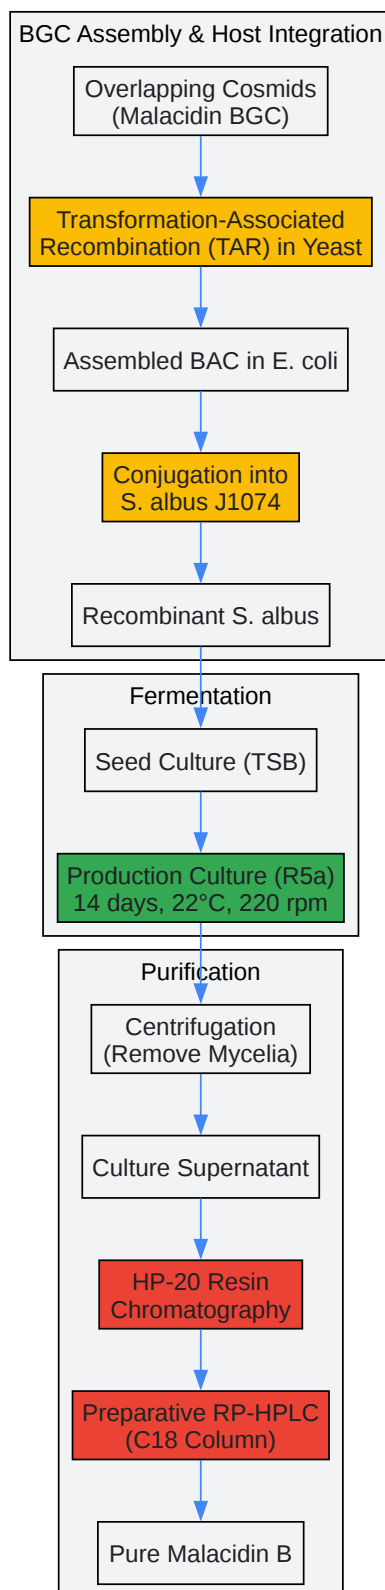 BGC Assembly & Host Integration
Overlapping Cosmids
(Malacidin BGC)
Transformation-Associated
Recombination (TAR) in Yeast
Assembled BAC in E. coli
Conjugation into
S. albus J1074
Recombinant S. albus
Fermentation
Seed Culture (TSB)
Production Culture (R5a)
14 days, 22°C, 220 rpm
Purification
Centrifugation
(Remove Mycelia)
Culture Supernatant
HP-20 Resin
Chromatography
Preparative RP-HPLC
(C18 Column)
Pure Malacidin B